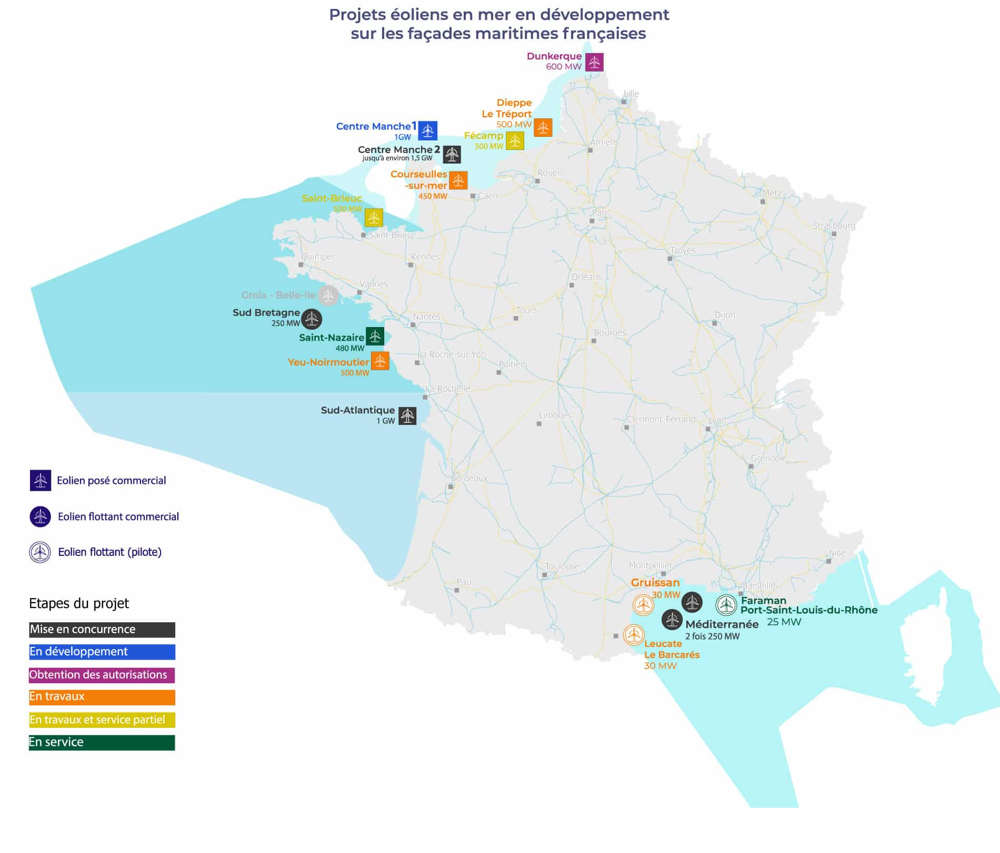 Projets éoliens en mer en développement
sur les façades maritimes françaises
Dunkerque
600 MW
Lille
Dieppe
Le Tréport
500 MW
Centre Manche 1
1GW
Fécamp
500 MW
Amiens
Centre Manche 2
jusqu'à environ 1,5 GW
Courseulles
-sur-mer
450 MW
Rouen
Caen
Metz
Saint-Brieuc
500 MW
Paris
Strasbourg
Saint-Brieuc
Troyes
Quimper
Rennes
Orléans
Vannes
Groix - Belle-Ile
Sud Bretagne
250 MW
Tours
Nantes
Dijon
Saint-Nazaire
480 MW
Bourges
La Roche-sur-Yon
Yeu-Noirmoutier
500 MW
Poitiers
La Rochelle
Sud-Atlantique
1 GW
Limoges
Clermont-Ferrand
Lyon
Grenoble
Bordeaux
Eolien posé commercial
Eolien flottant commercial
Eolien flottant (pilote)
Nice
Toulouse
Montpellier
Pau
Marseille
Gruissan
30 MW
Faraman
Port-Saint-Louis-du-Rhône
25 MW
Méditerranée
2 fois 250 MW
Leucate
Le Barcarés
30 MW
Etapes du projet
Mise en concurrence
En développement
Obtention des autorisations
En travaux
En travaux et service partiel
En service